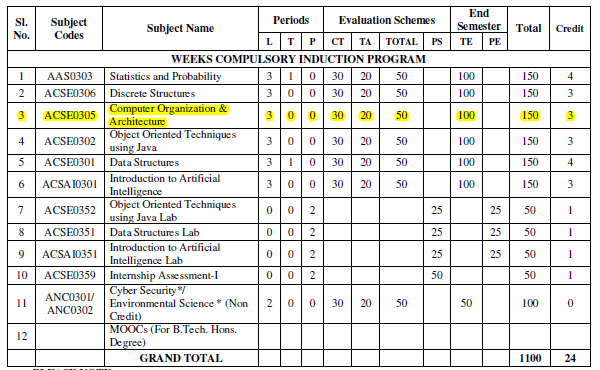 Sl. No. Subject Codes Subject Name Periods Evaluation Schemes End Semester Total Credit
L T P CT TA TOTAL PS TE PE
WEEKS COMPULSORY INDUCTION PROGRAM
1 AAS0303 Statistics and Probability 3 1 0 30 20 50 100 150 4
2 ACSE0306 Discrete Structures 3 0 0 30 20 50 100 150 3
3 ACSE0305 Computer Organization & Architecture 3 0 0 30 20 50 100 150 3
4 ACSE0302 Object Oriented Techniques using Java 3 0 0 30 20 50 100 150 3
5 ACSE0301 Data Structures 3 1 0 30 20 50 100 150 4
6 ACSAI0301 Introduction to Artificial Intelligence 3 0 0 30 20 50 100 150 3
7 ACSE0352 Object Oriented Techniques using Java Lab 0 0 2 25 25 50 1
8 ACSE0351 Data Structures Lab 0 0 2 25 25 50 1
9 ACSAI0351 Introduction to Artificial Intelligence Lab 0 0 2 25 25 50 1
10 ACSE0359 Internship Assessment-I 0 0 2 50 50 1
11 ANC0301/ ANC0302 Cyber Security*/ Environmental Science * (Non Credit) 2 0 0 30 20 50 50 100 0
12 MOOCs (For B.Tech. Hons. Degree)
GRAND TOTAL 1100 24